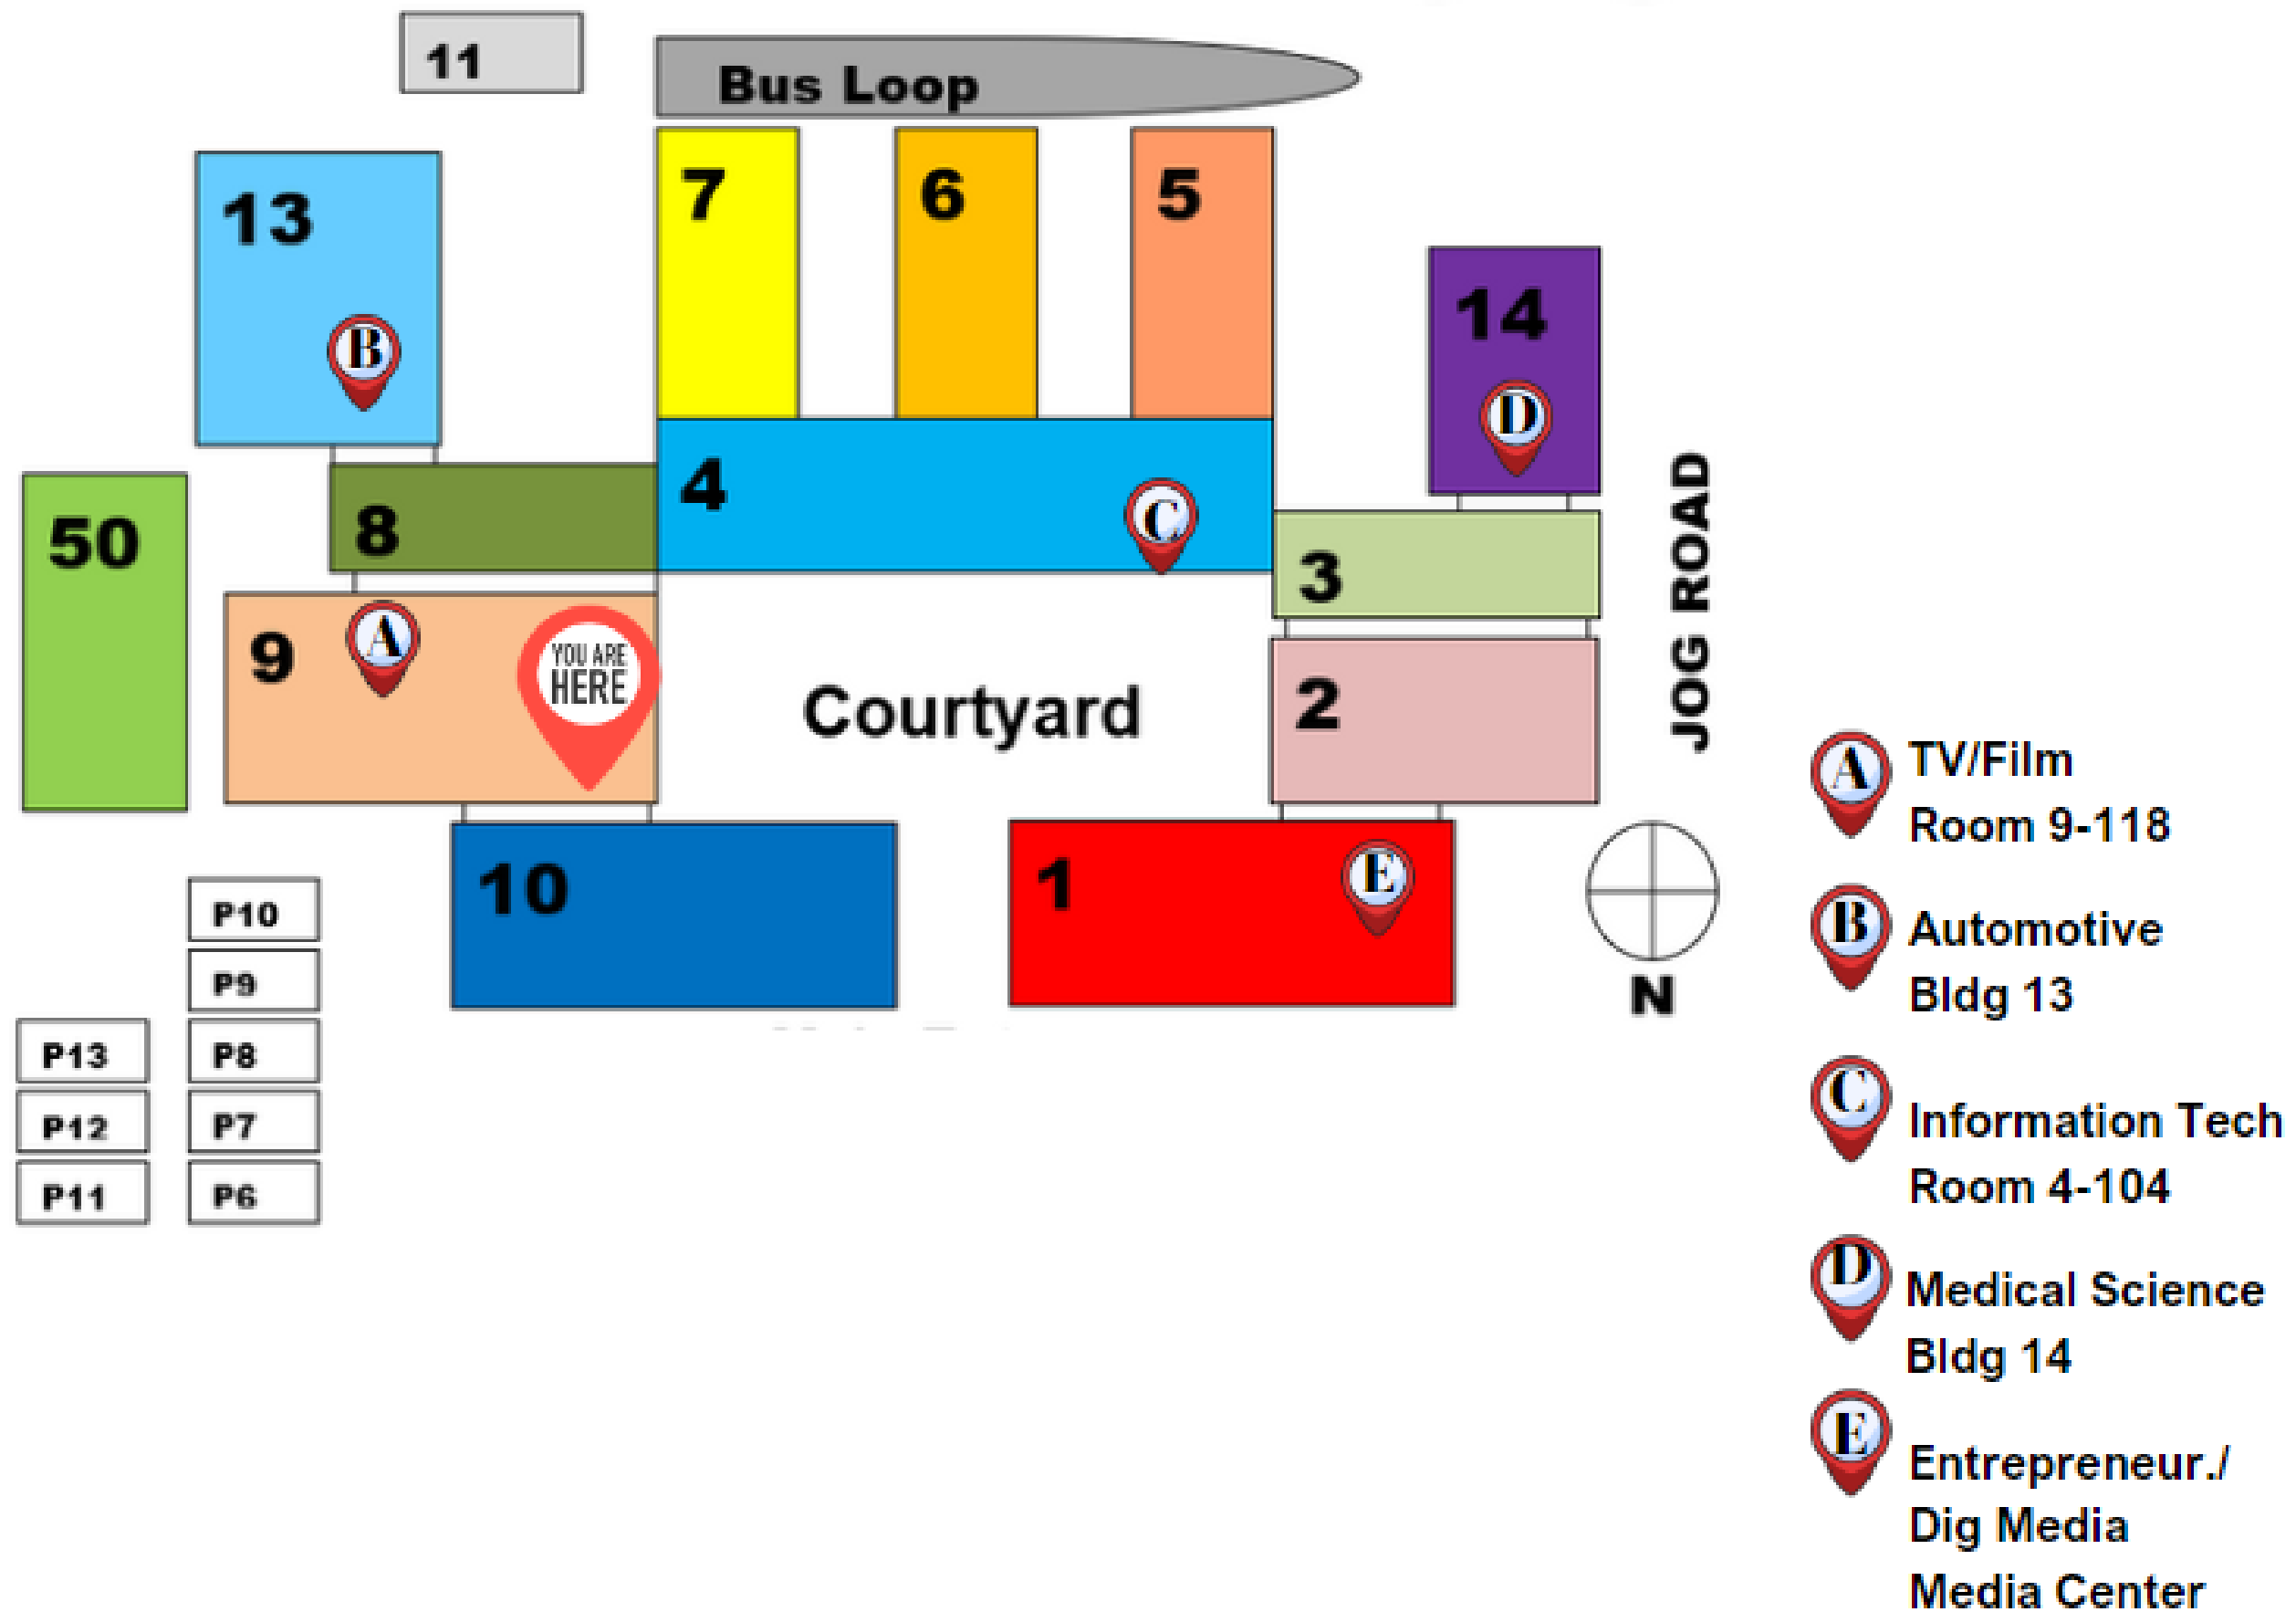 11
Bus Loop
13
7
6
5
14
B
D
50
8
4
C
3
JOG ROAD
9
A
YOU ARE
HERE
Courtyard
2
10
1
E
N
P10
P9
P13
P8
P12
P7
P11
P6
A
TV/Film
Room 9-118
B
Automotive
Bldg 13
C
Information Tech
Room 4-104
D
Medical Science
Bldg 14
E
Entrepreneur./
Dig Media
Media Center